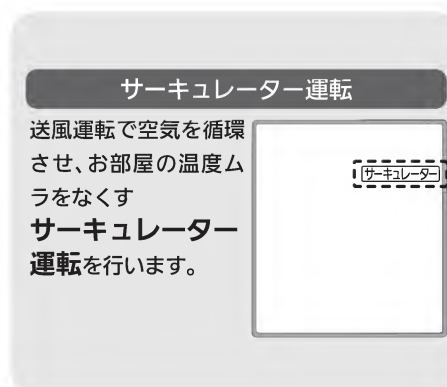 サーキュレーター運転
送風運転で空気を循環
させ、お部屋の温度ム
ラをなくす
サーキュレーター
運転を行います。
サーキュレーター